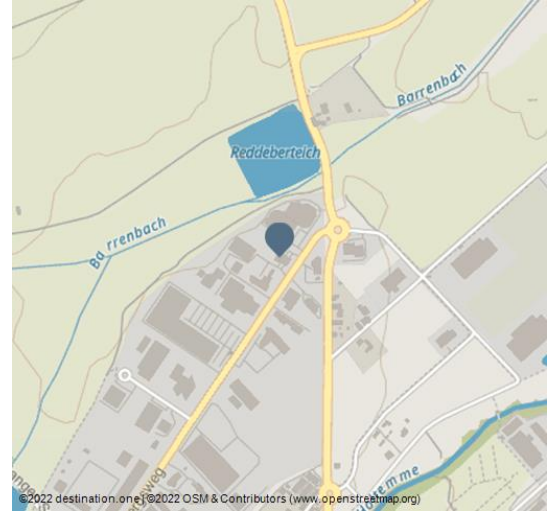 Barrenbach
Reddeberteich
Barrenbach
©2022 destination.one | ©2022 OSM & Contributors (www.openstreetmap.org)